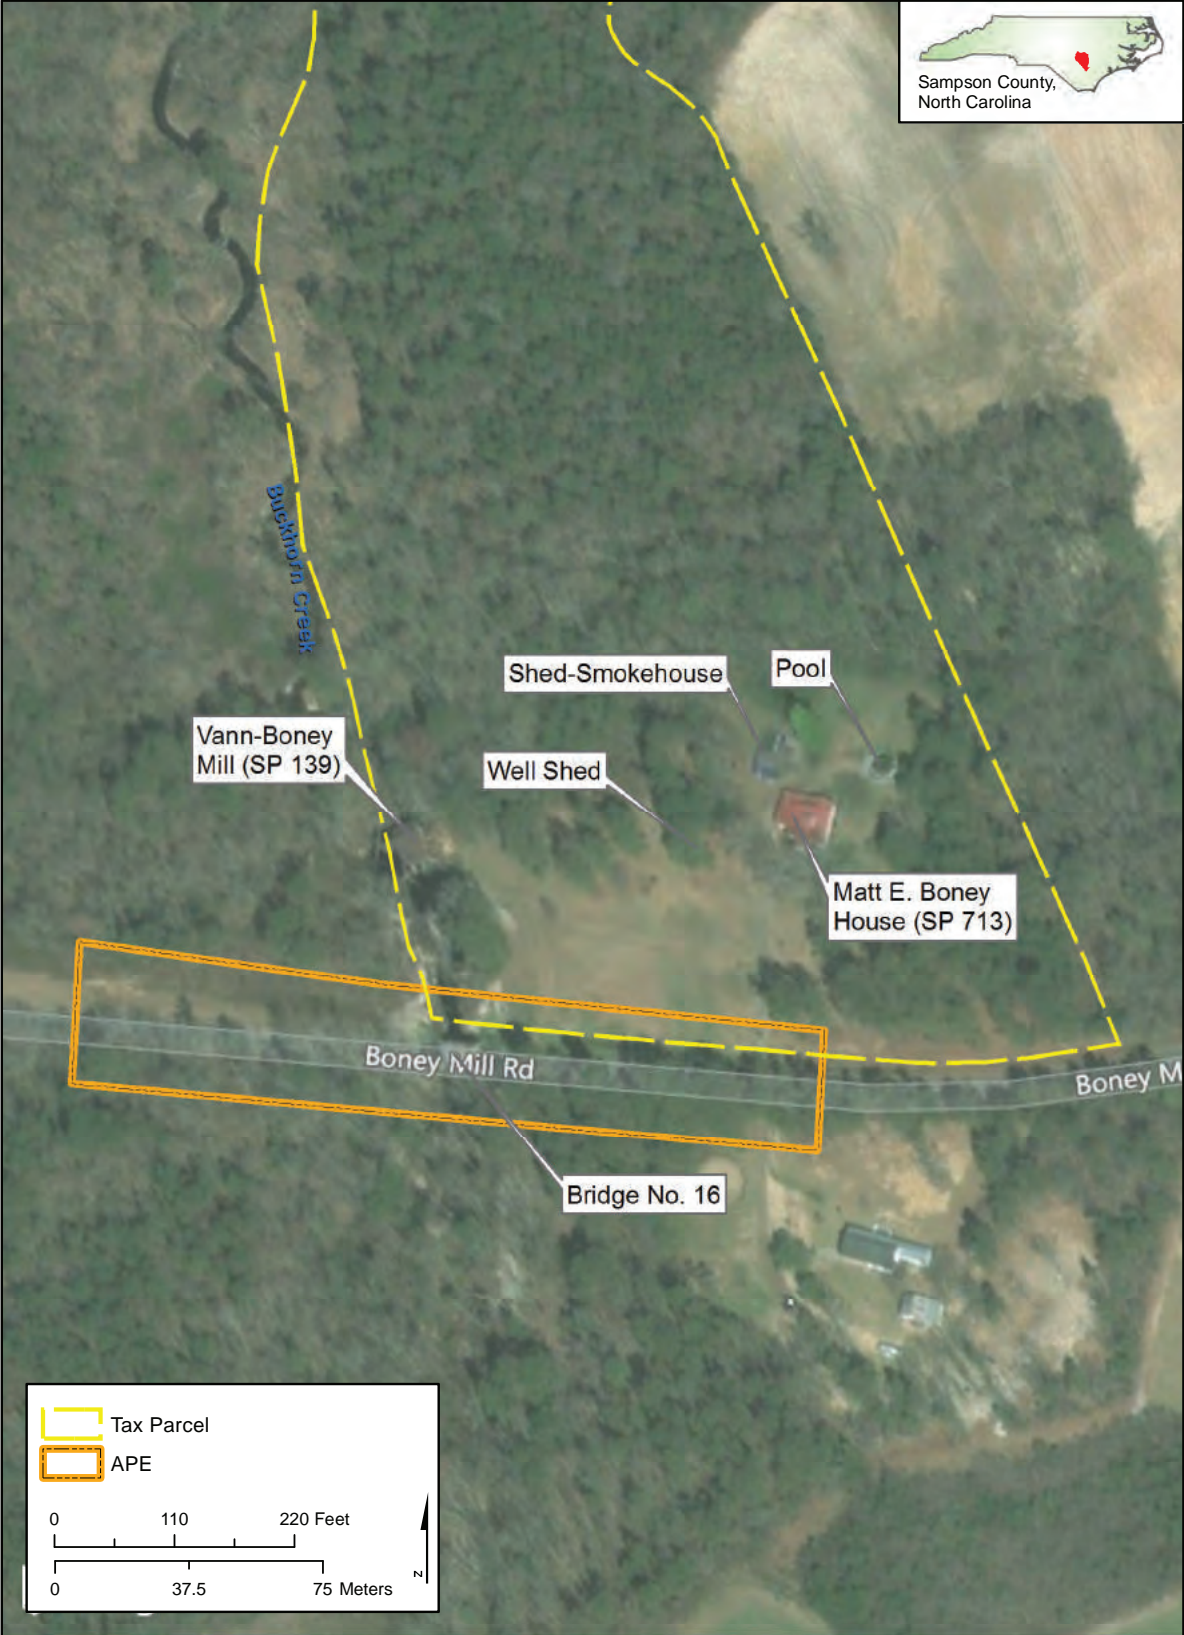 Sampson County,
North Carolina
Buckhorn Creek
Shed-Smokehouse
Pool
Vann-Boney
Mill (SP 139)
Well Shed
Matt E. Boney
House (SP 713)
Boney Mill Rd
Boney M
Bridge No. 16
Tax Parcel
APE
0 110 220 Feet
0 37.5 75 Meters
N